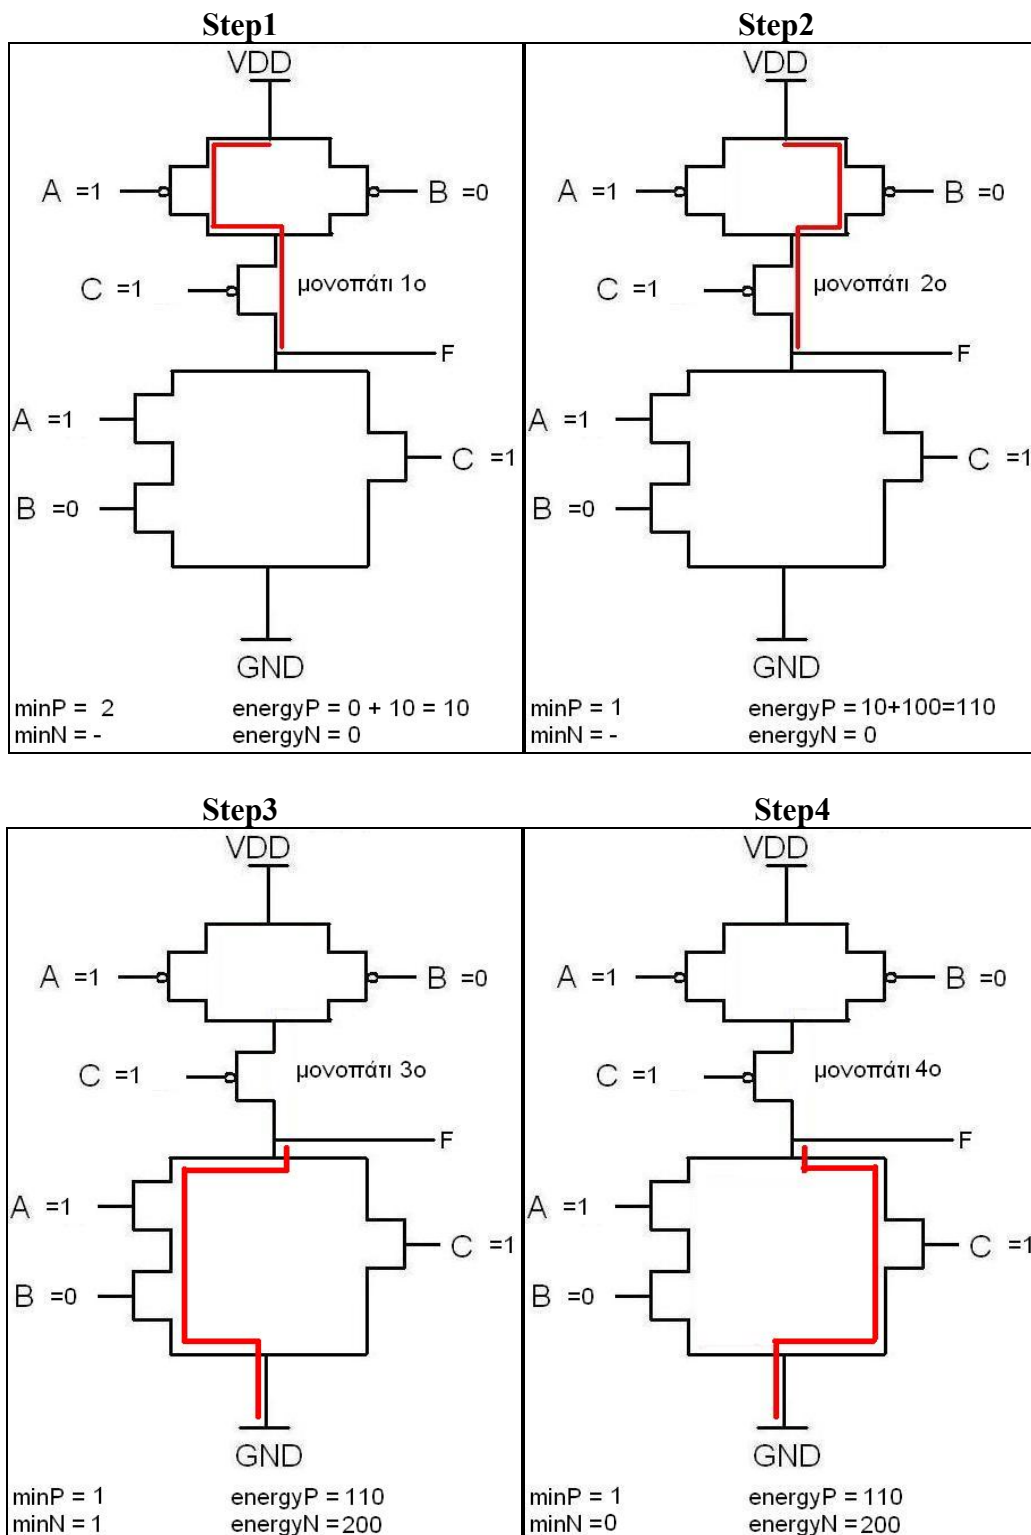 Step1
VDD
A =1
B =0
C =1
μονοπάτι 1ο
F
A =1
C =1
B =0
GND
minP = 2 energyP = 0 + 10 = 10
minN = - energyN = 0
Step2
VDD
A =1
B =0
C =1
μονοπάτι 2ο
F
A =1
C =1
B =0
GND
minP = 1 energyP = 10+100=110
minN = - energyN = 0
Step3
VDD
A =1
B =0
C =1
μονοπάτι 3ο
F
A =1
C =1
B =0
GND
minP = 1 energyP = 110
minN = 1 energyN = 200
Step4
VDD
A =1
B =0
C =1
μονοπάτι 4ο
F
A =1
C =1
B =0
GND
minP = 1 energyP = 110
minN =0 energyN = 200